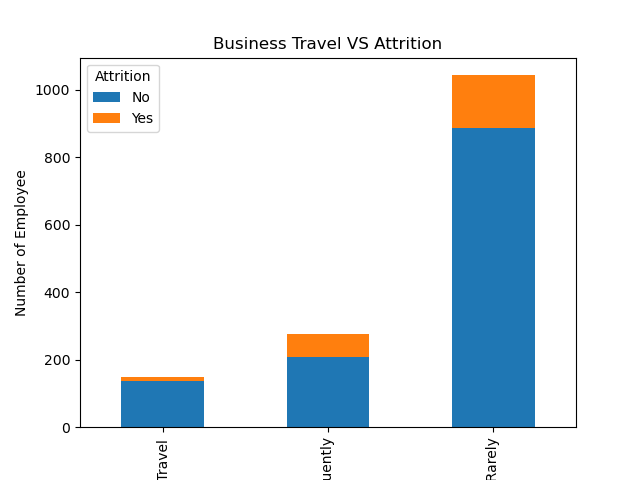 Business Travel VS Attrition
Attrition
No
Yes
1000
800
600
400
200
0
Number of Employee
Travel
uently
Rarely